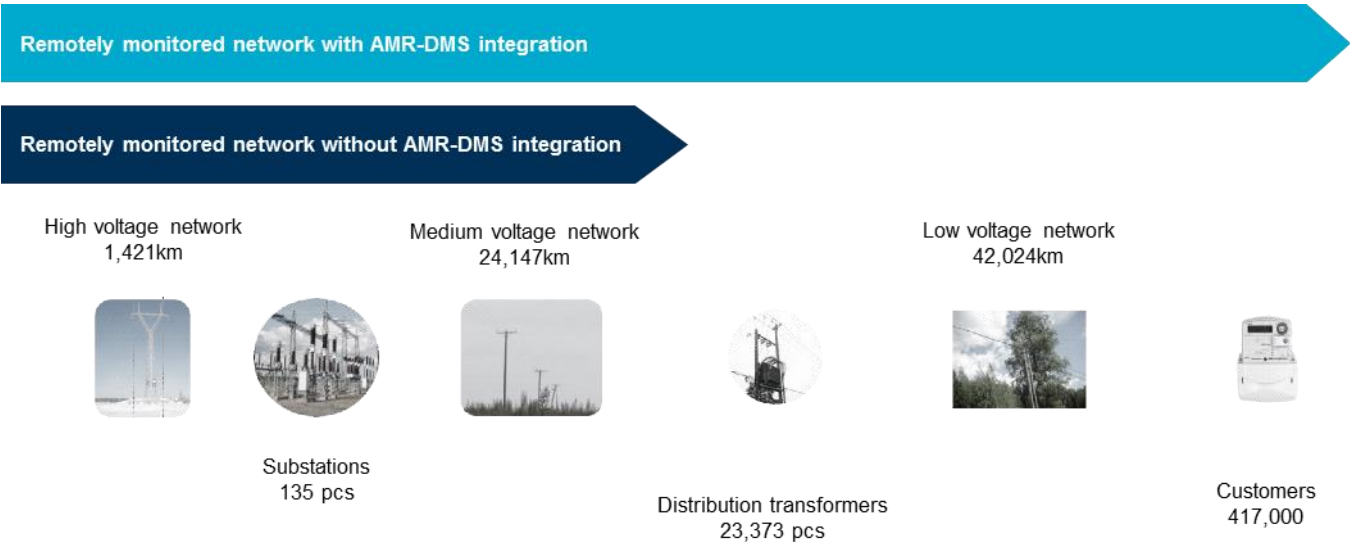 Remotely monitored network with AMR-DMS integration
Remotely monitored network without AMR-DMS integration
High voltage network
1,421km
Medium voltage network
24,147km
Low voltage network
42,024km
Substations
135 pcs
Distribution transformers
23,373 pcs
Customers
417,000